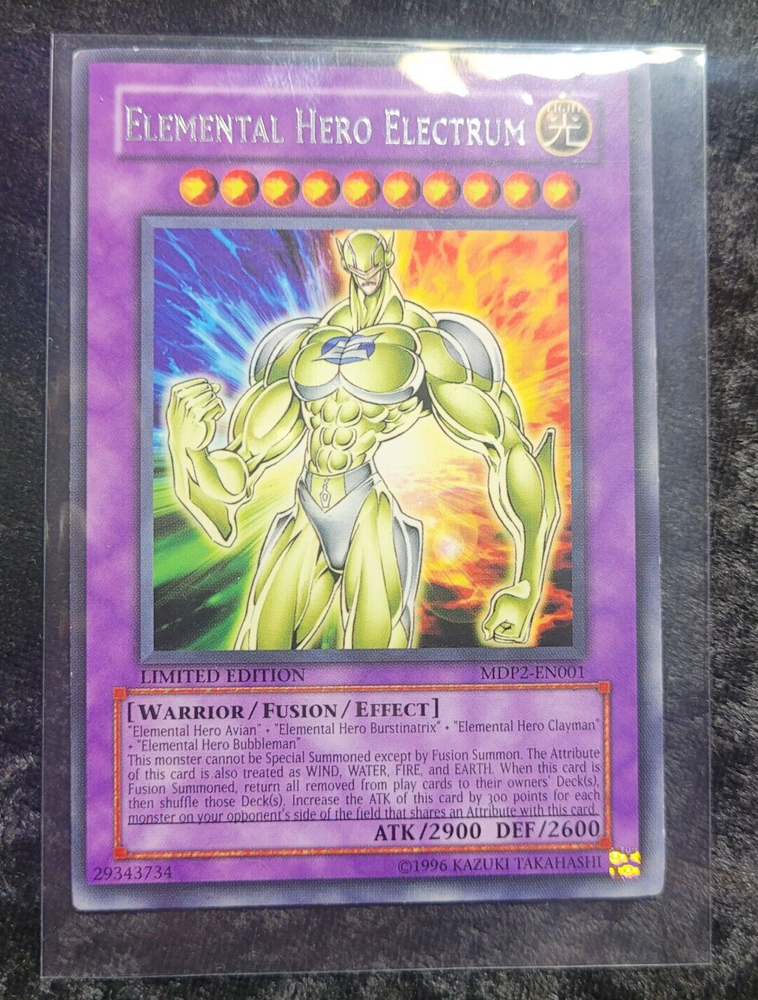 ELEMENTAL HERO ELECTRUM
LIGHT
光
LIMITED EDITION
MDP2-EN001
[WARRIOR/FUSION/EFFECT]
"Elemental Hero Avian" • "Elemental Hero Burstinatrix" • "Elemental Hero Clayman"
• "Elemental Hero Bubbleman"
This monster cannot be Special Summoned except by Fusion Summon. The Attribute
of this card is also treated as WIND, WATER, FIRE, and EARTH. When this card is
Fusion Summoned, return all removed from play cards to their owners' Deck(s),
then shuffle those Deck(s). Increase the ATK of this card by 300 points for each
monster on your opponent's side of the field that shares an Attribute with this card.
ATK/2900 DEF/2600
29343734
©1996 KAZUKI TAKAHASHI